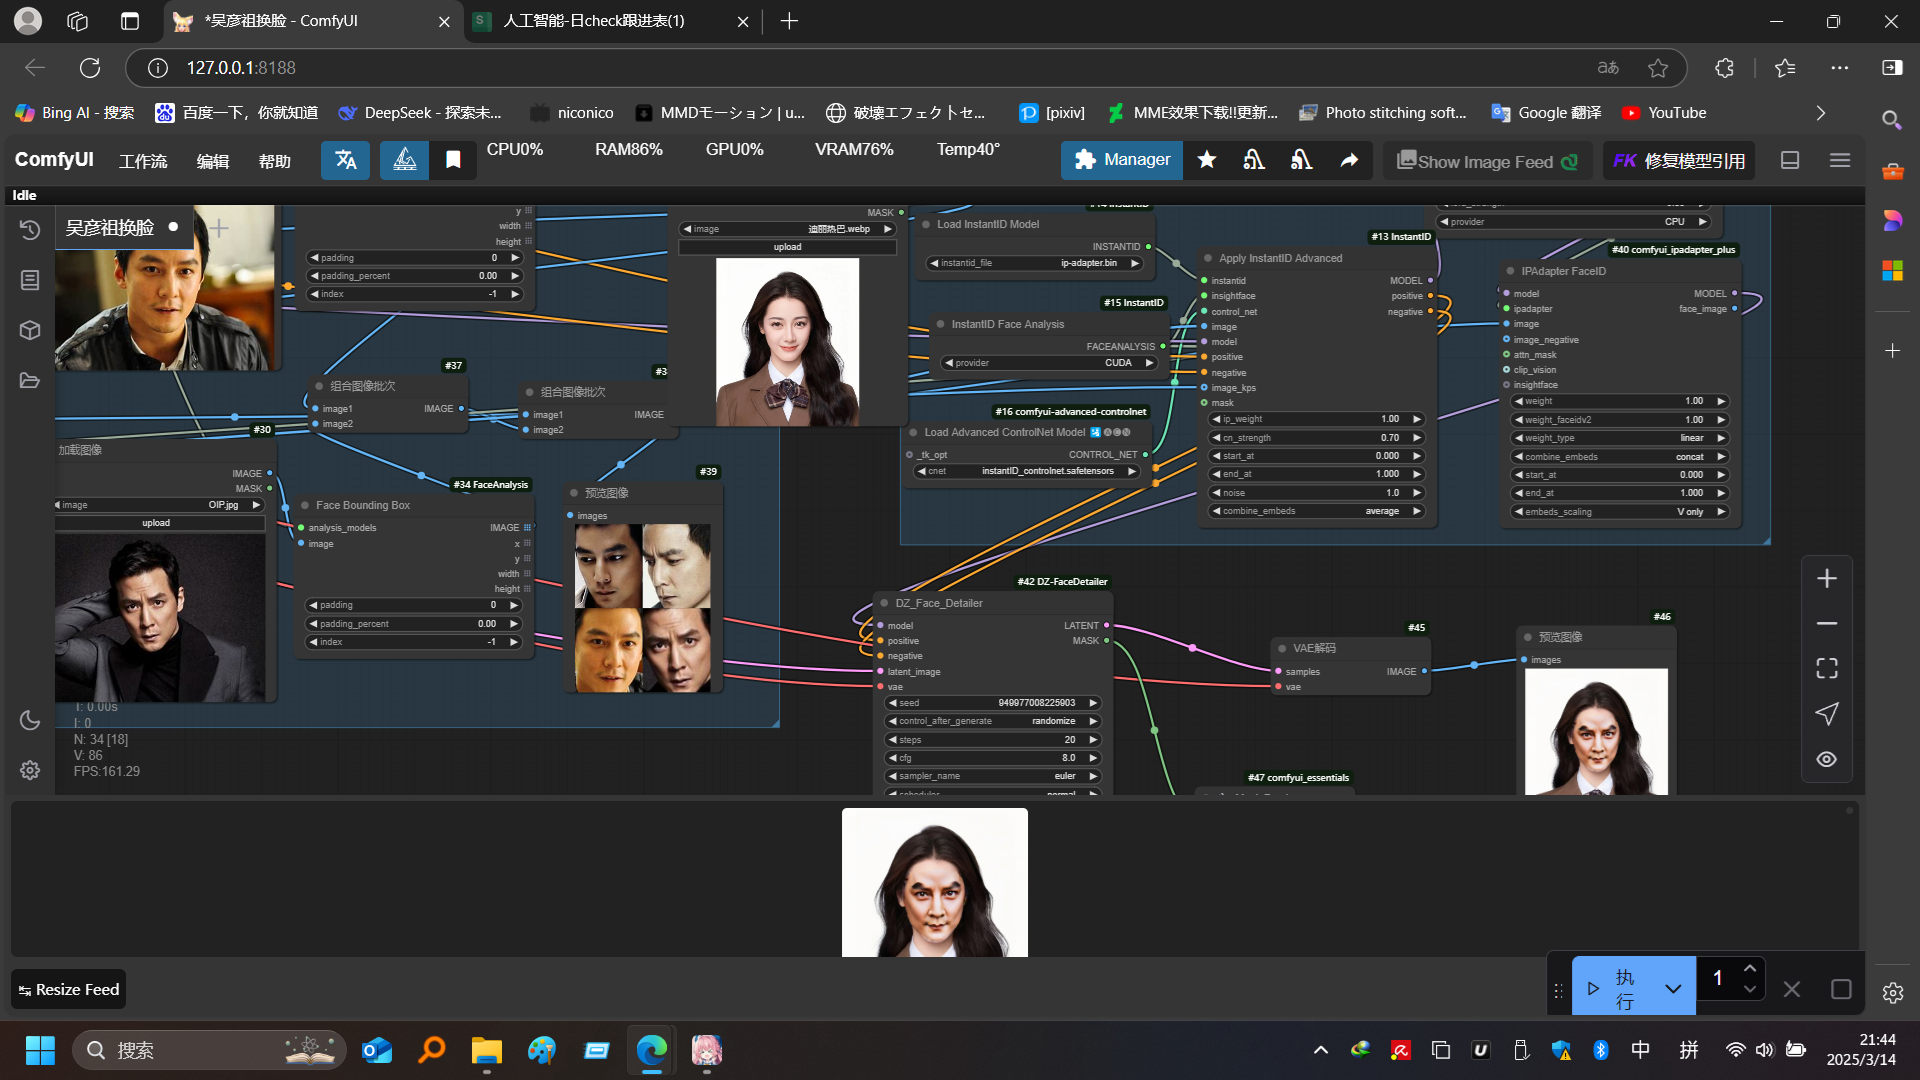 *吴彦祖换脸 - ComfyUI
人工智能-日check跟进表(1)
127.0.0.1:8188
Bing AI - 搜索
百度一下，你就知道
DeepSeek - 探索未...
niconico
MMDモーション | u...
破壊エフェクトセ...
[pixiv]
MME效果下载!!更新...
Photo stitching soft...
Google 翻译
YouTube
ComfyUI
工作流
编辑
帮助
CPU0%
RAM86%
GPU0%
VRAM76%
Temp40°
Manager
Show Image Feed
FK 修复模型引用
Idle
吴彦祖换脸
y
width
height
padding 0
padding_percent 0.00
index -1
MASK
image 迪丽热巴.webp
upload
Load InstantID Model
INSTANTID
instantid_file ip-adapter.bin
#15 InstantID
InstantID Face Analysis
FACEANALYSIS
provider CUDA
#16 comfyui-advanced-controlnet
Load Advanced ControlNet Model
_tk_opt CONTROL_NET
cnet instantID_controlnet.safetensors
#13 InstantID
Apply InstantID Advanced
instantid MODEL
insightface positive
control_net negative
image
model
positive
negative
image_kps
mask
ip_weight 1.00
cn_strength 0.70
start_at 0.000
end_at 1.000
noise 1.0
combine_embeds average
provider CPU
#40 comfyui_ipadapter_plus
IPAdapter FaceID
model MODEL
ipadapter face_image
image
image_negative
attn_mask
clip_vision
insightface
weight 1.00
weight_faceidv2 1.00
weight_type linear
combine_embeds concat
start_at 0.000
end_at 1.000
embeds_scaling V only
#37
组合图像批次
image1 IMAGE
image2
组合图像批次
image1 IMAGE
image2
#30
加载图像
IMAGE
MASK
image OIP.jpg
upload
#34 FaceAnalysis
Face Bounding Box
analysis_models IMAGE
image x
y
width
height
padding 0
padding_percent 0.00
index -1
#39
预览图像
images
T: 0.00s
I: 0
N: 34 [18]
V: 86
FPS:161.29
#42 DZ-FaceDetailer
DZ_Face_Detailer
model LATENT
positive MASK
negative
latent_image
vae
seed 949977008225903
control_after_generate randomize
steps 20
cfg 8.0
sampler_name euler
scheduler normal
#45
VAE解码
samples IMAGE
vae
#46
预览图像
images
#47 comfyui_essentials
Resize Feed
执行
1
搜索
中
拼
21:44
2025/3/14